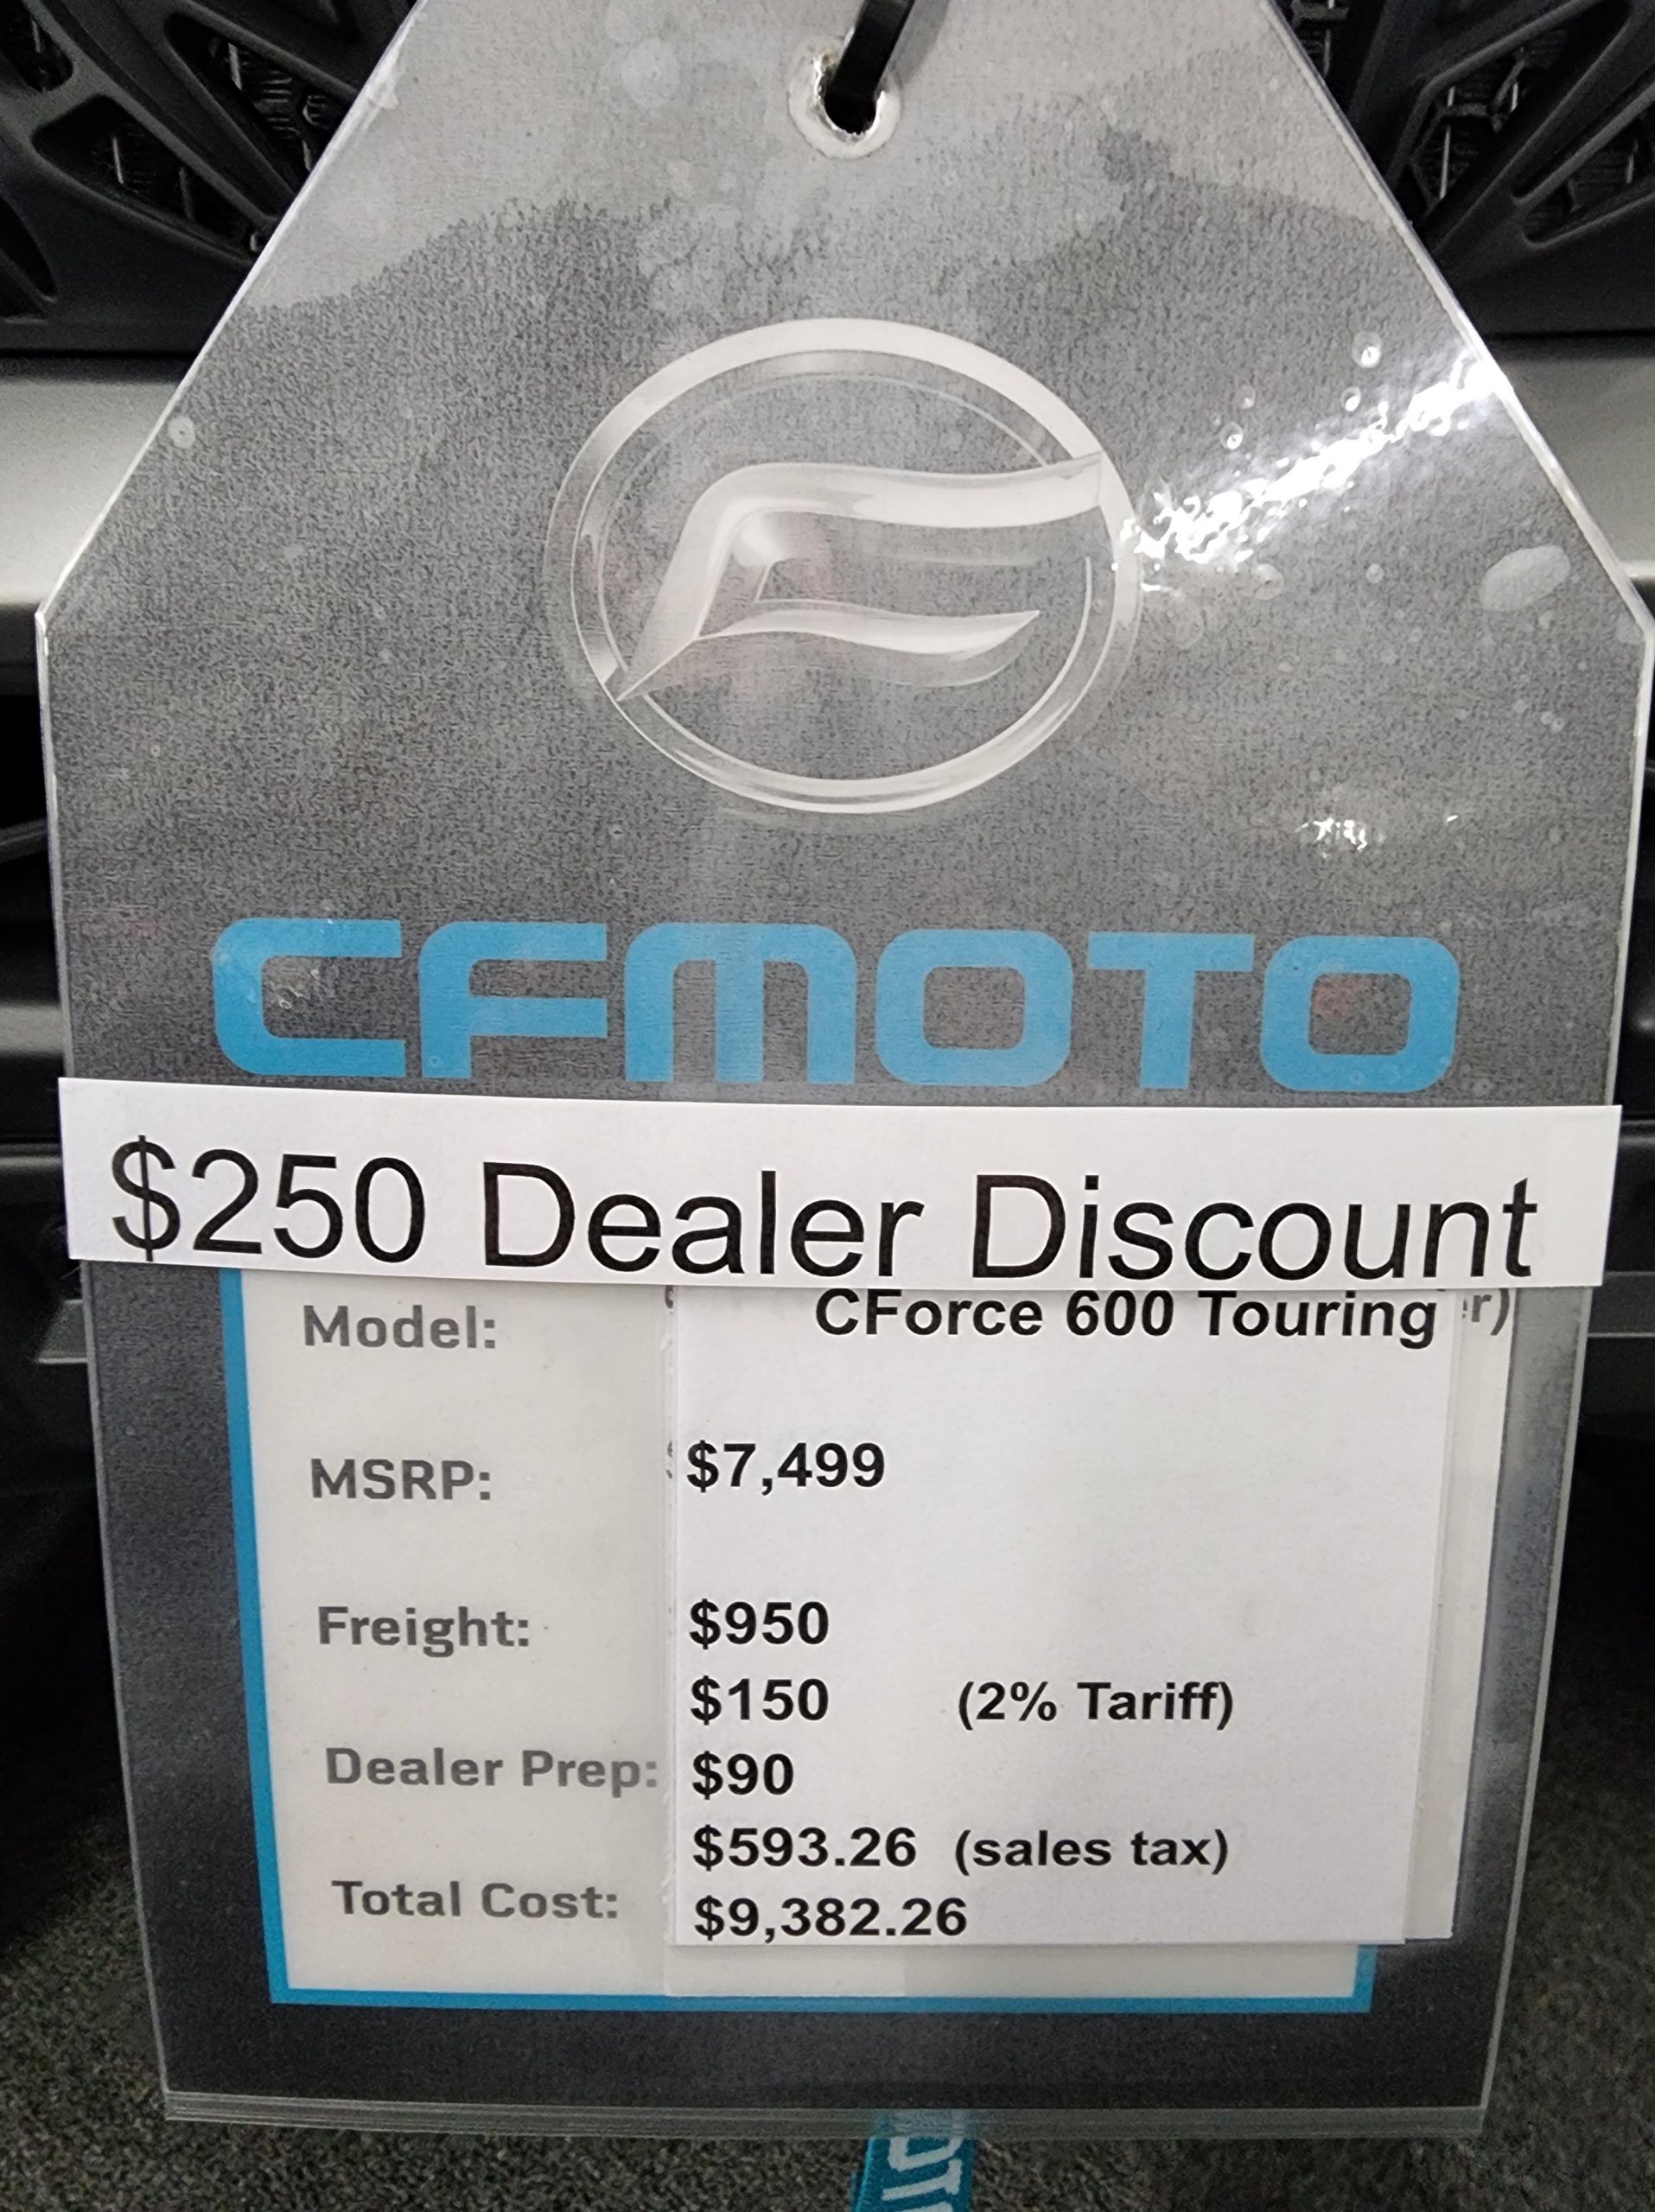 CFMOTO
$250 Dealer Discount
Model: CForce 600 Touring r)
MSRP: $7,499
Freight: $950
$150 (2% Tariff)
Dealer Prep: $90
$593.26 (sales tax)
Total Cost: $9,382.26